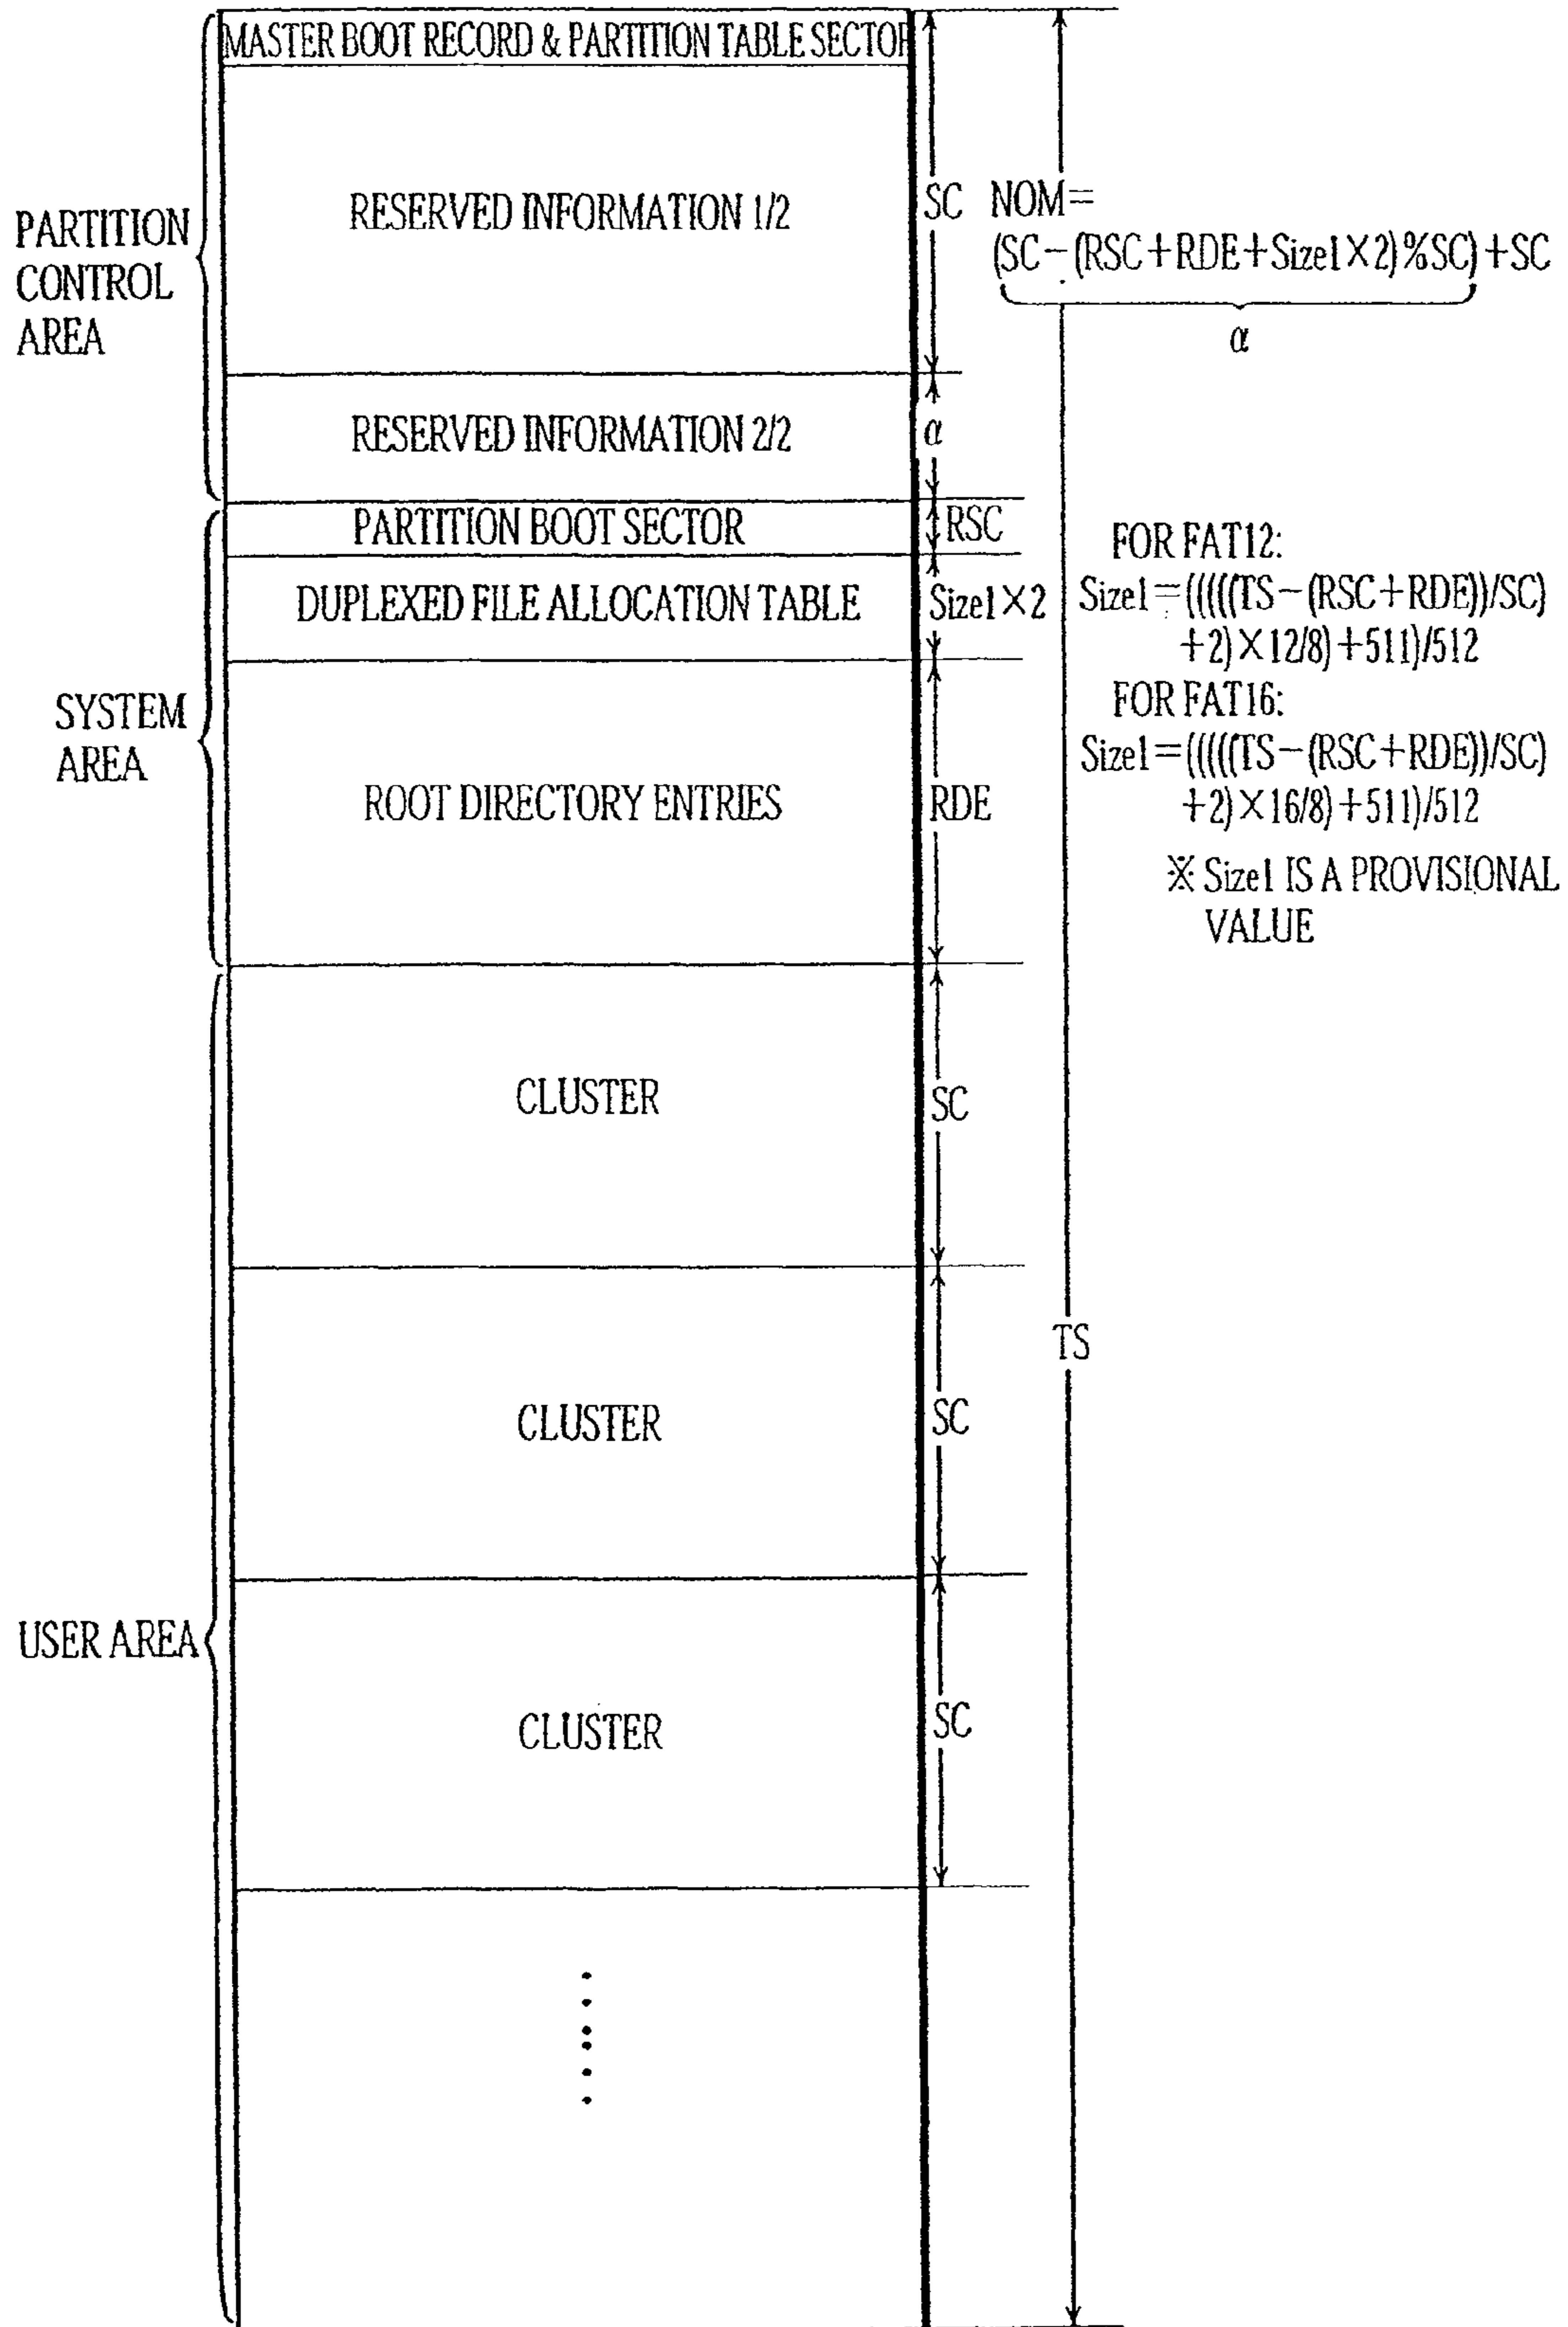 MASTER BOOT RECORD & PARTITION TABLE SECTOR
PARTITION
CONTROL
AREA
RESERVED INFORMATION 1/2
SC
NOM=
(SC-(RSC+RDE+Size1×2)%SC)+SC
α
RESERVED INFORMATION 2/2
α
PARTITION BOOT SECTOR
RSC
DUPLEXED FILE ALLOCATION TABLE
Size1×2
FOR FAT12:
Size1=(((((TS-(RSC+RDE))/SC)
+2)×12/8)+511)/512
FOR FAT16:
Size1=(((((TS-(RSC+RDE))/SC)
+2)×16/8)+511)/512
※ Size1 IS A PROVISIONAL
VALUE
SYSTEM
AREA
ROOT DIRECTORY ENTRIES
RDE
CLUSTER
SC
TS
CLUSTER
SC
USER AREA
CLUSTER
SC